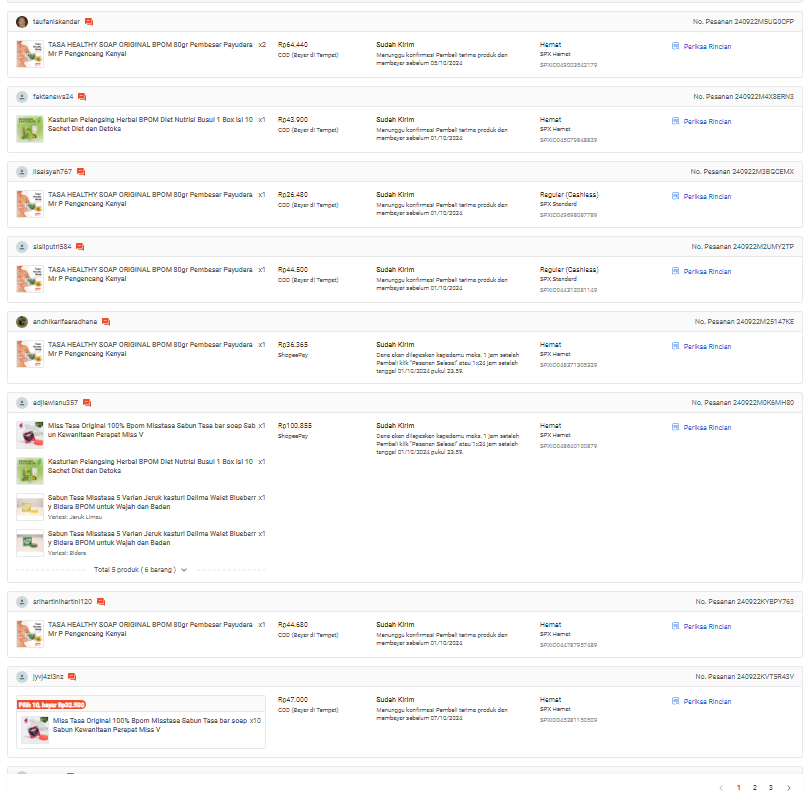 taufaniskandar
No. Pesanan 240922M5UG0CFP
TASA HEALTHY SOAP ORIGINAL BPOM 80gr Pembesar Payudara x2
Mr P Pengencang Kenyal
Rp64.440
COD (Bayar di Tempat)
Sudah Kirim
Menunggu konfirmasi Pembeli terima produk dan
membayar sebelum 05/10/2024
Hemat
SPX Hemat
SPXID049003542179
Periksa Rincian
faktanews24
No. Pesanan 240922M4X8ERN3
Kasturian Pelangsing Herbal BPOM Diet Nutrisi Busui 1 Box isi 10 x1
Sachet Diet dan Detoks
Rp43.900
COD (Bayar di Tempat)
Sudah Kirim
Menunggu konfirmasi Pembeli terima produk dan
membayar sebelum 01/10/2024
Hemat
SPX Hemat
SPXID045079848829
Periksa Rincian
lisaisyah767
No. Pesanan 240922M3BGCEMX
TASA HEALTHY SOAP ORIGINAL BPOM 80gr Pembesar Payudara x1
Mr P Pengencang Kenyal
Rp26.480
COD (Bayar di Tempat)
Sudah Kirim
Menunggu konfirmasi Pembeli terima produk dan
membayar sebelum 01/10/2024
Reguler (Cashless)
SPX Standard
SPXID049698087789
Periksa Rincian
sisilputri584
No. Pesanan 240922M2UMY2TP
TASA HEALTHY SOAP ORIGINAL BPOM 80gr Pembesar Payudara x1
Mr P Pengencang Kenyal
Rp44.500
COD (Bayar di Tempat)
Sudah Kirim
Menunggu konfirmasi Pembeli terima produk dan
membayar sebelum 01/10/2024
Reguler (Cashless)
SPX Standard
SPXID044312081149
Periksa Rincian
andhikarifaaradhana
No. Pesanan 240922M25147KE
TASA HEALTHY SOAP ORIGINAL BPOM 80gr Pembesar Payudara x1
Mr P Pengencang Kenyal
Rp36.365
ShopeePay
Sudah Kirim
Dana akan dilepaskan kepadamu maks. 1 jam setelah
Pembeli klik "Pesanan Selesai" atau 1x24 jam setelah
tanggal 01/10/2024 pukul 23.59.
Hemat
SPX Hemat
SPXID048371305329
Periksa Rincian
adjiewisnu357
No. Pesanan 240922M0K6MH80
Miss Tasa Original 100% Bpom Misstasa Sabun Tasa bar soap Sab x1
un Kewanitaan Perapat Miss V
Rp100.855
ShopeePay
Sudah Kirim
Dana akan dilepaskan kepadamu maks. 1 jam setelah
Pembeli klik "Pesanan Selesai" atau 1x24 jam setelah
tanggal 01/10/2024 pukul 23.59.
Hemat
SPX Hemat
SPXID048640100879
Periksa Rincian
Kasturian Pelangsing Herbal BPOM Diet Nutrisi Busui 1 Box isi 10 x1
Sachet Diet dan Detoks
Sabun Tasa Misstasa 5 Varian Jeruk kasturi Delima Walet Blueberr x1
y Bidara BPOM untuk Wajah dan Badan
Variasi: Jeruk Limau
Sabun Tasa Misstasa 5 Varian Jeruk kasturi Delima Walet Blueberr x1
y Bidara BPOM untuk Wajah dan Badan
Variasi: Bidara
Total 5 produk ( 6 barang )
srihartinihartini120
No. Pesanan 240922KYBPY763
TASA HEALTHY SOAP ORIGINAL BPOM 80gr Pembesar Payudara x1
Mr P Pengencang Kenyal
Rp44.680
COD (Bayar di Tempat)
Sudah Kirim
Menunggu konfirmasi Pembeli terima produk dan
membayar sebelum 01/10/2024
Hemat
SPX Hemat
SPXID044787957489
Periksa Rincian
jyvj4zi3nz
No. Pesanan 240922KVT5R43V
Pilih 10, bayar Rp92.500
Miss Tasa Original 100% Bpom Misstasa Sabun Tasa bar soap x10
Sabun Kewanitaan Perapat Miss V
Rp47.000
COD (Bayar di Tempat)
Sudah Kirim
Menunggu konfirmasi Pembeli terima produk dan
membayar sebelum 07/10/2024
Hemat
SPX Hemat
SPXID045281150509
Periksa Rincian
1 2 3